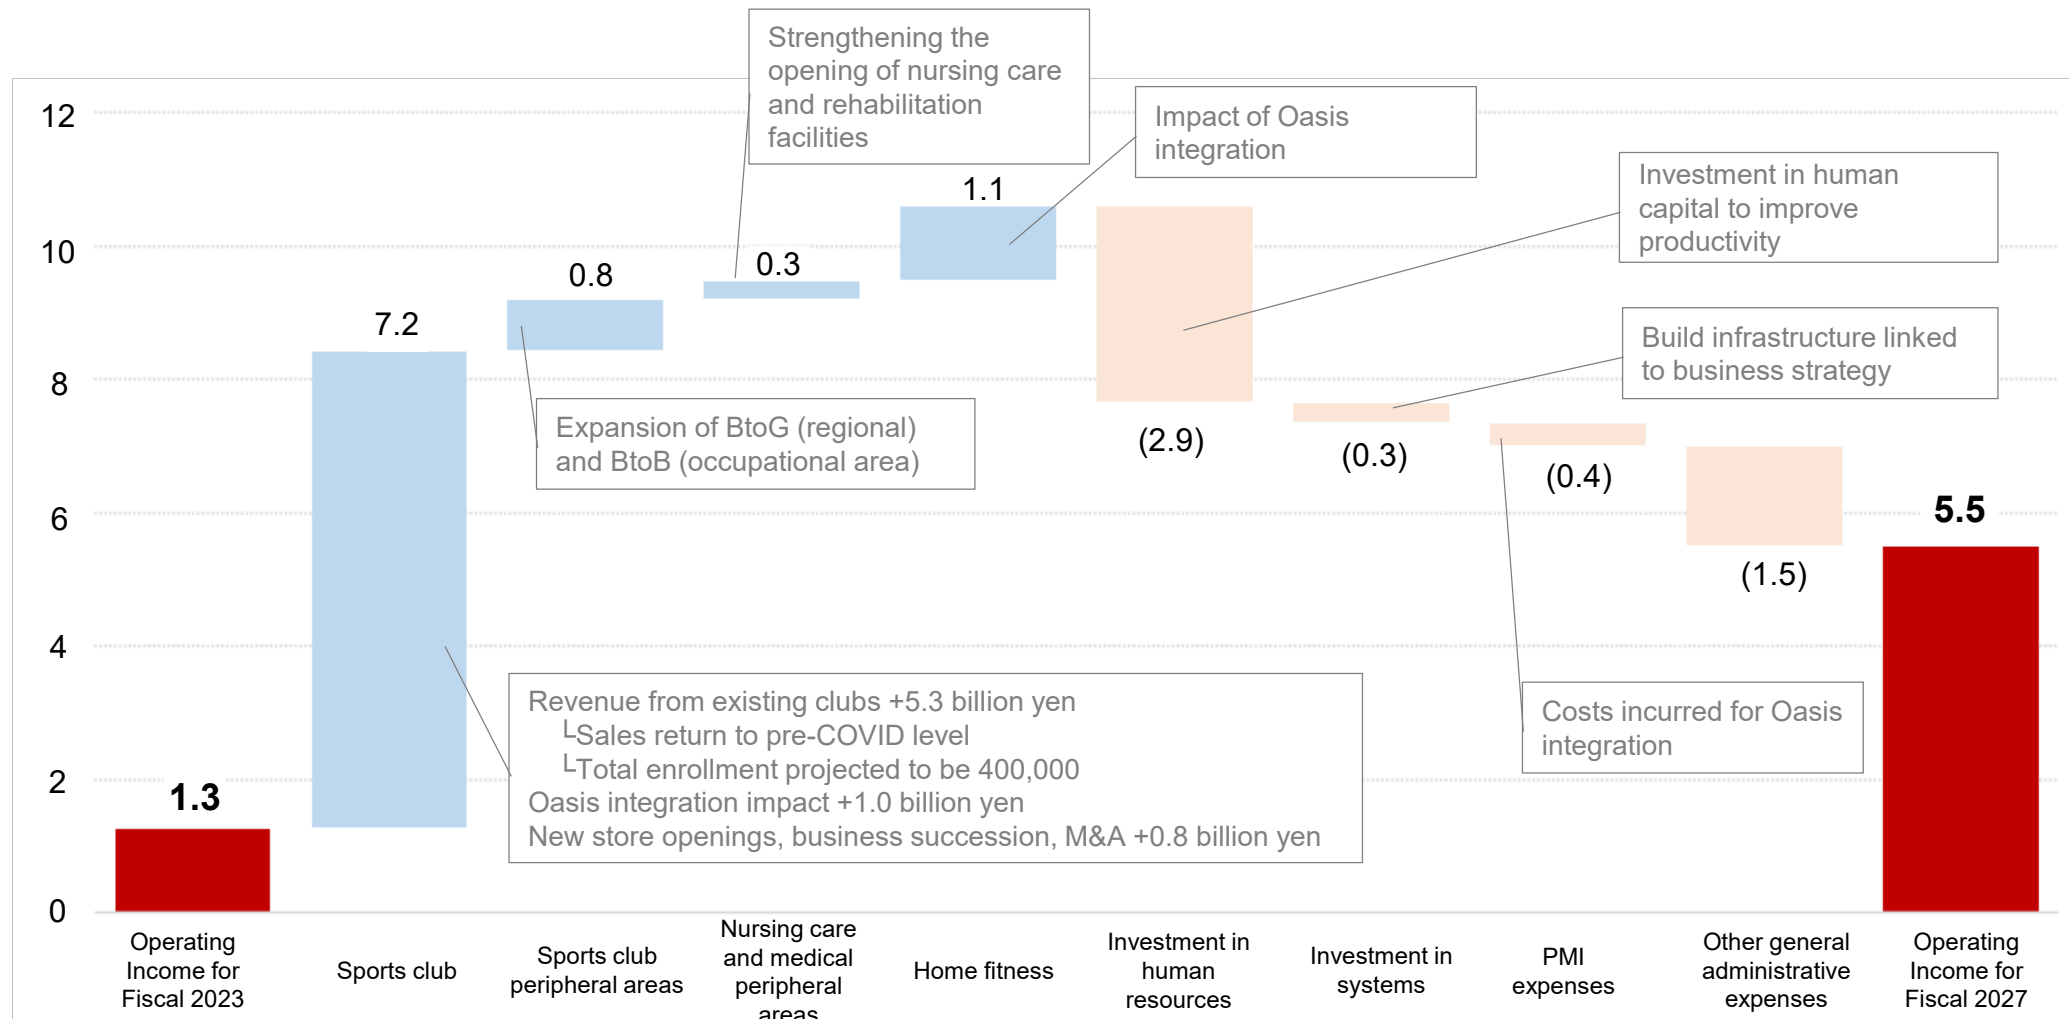 Strengthening the
opening of nursing care
and rehabilitation
facilities
Impact of Oasis
integration
Investment in human
capital to improve
productivity
Build infrastructure linked
to business strategy
12
10
8
6
4
2
0
1.3
7.2
0.8
0.3
1.1
(2.9)
(0.3)
(0.4)
(1.5)
5.5
Expansion of BtoG (regional)
and BtoB (occupational area)
Revenue from existing clubs +5.3 billion yen
└Sales return to pre-COVID level
└Total enrollment projected to be 400,000
Oasis integration impact +1.0 billion yen
New store openings, business succession, M&A +0.8 billion yen
Costs incurred for Oasis
integration
Operating
Income for
Fiscal 2023
Sports club
Sports club
peripheral areas
Nursing care
and medical
peripheral
areas
Home fitness
Investment in
human
resources
Investment in
systems
PMI
expenses
Other general
administrative
expenses
Operating
Income for
Fiscal 2027